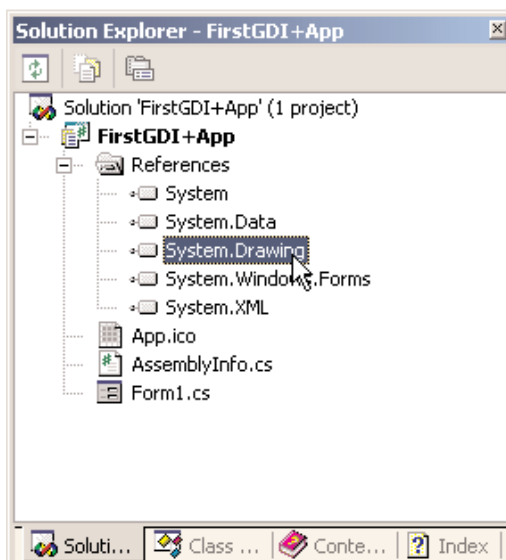 Solution Explorer - FirstGDI+App
Solution 'FirstGDI+App' (1 project)
FirstGDI+App
References
System
System.Data
System.Drawing
System.Windows.Forms
System.XML
App.ico
AssemblyInfo.cs
Form1.cs
Soluti... Class ... Conte... Index